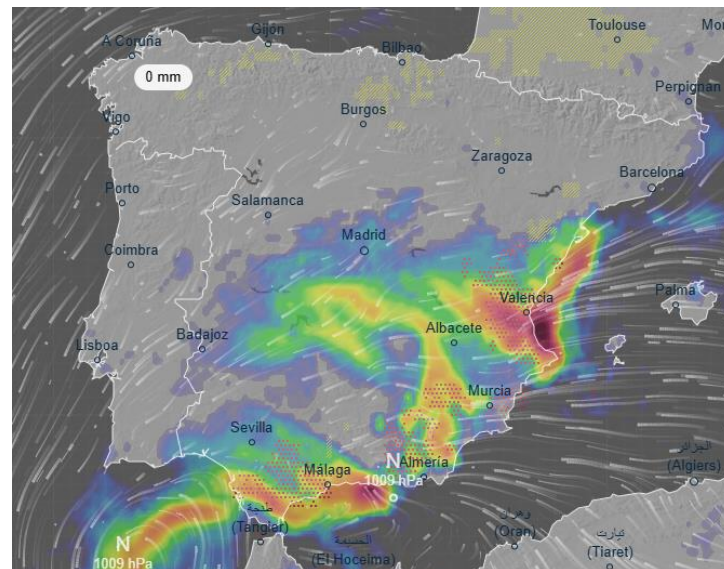 Toulouse
Mon
Gijón
A Coruña
Bilbao
0 mm
Perpignan
Burgos
Vigo
Zaragoza
Barcelona
Porto
Salamanca
Madrid
Coimbra
Palma
Valencia
Badajoz
Albacete
Lisboa
Murcia
Sevilla
الجزائر
(Algiers)
N
Almería
Málaga
1009 hPa
طنجة
(Tangier)
وهران
(Oran)
N
الحسيمة
(El Hoceima)
تيارت
(Tiaret)
1009 hPa